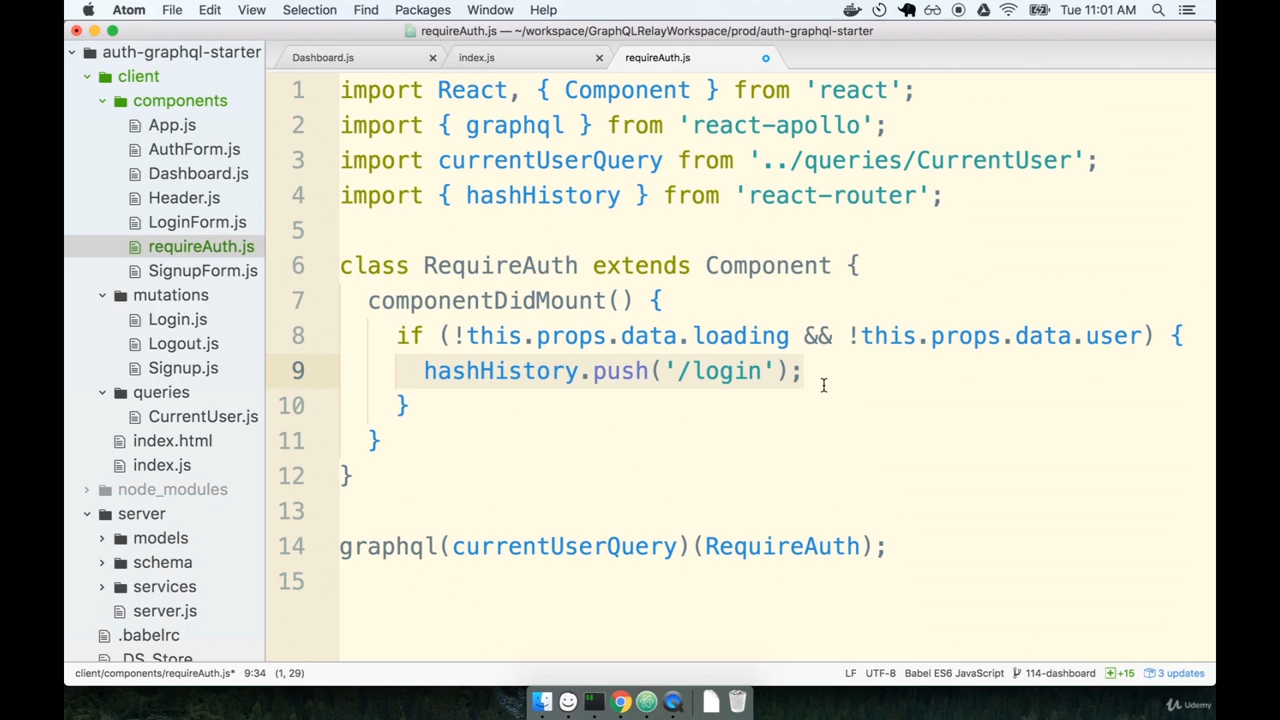 Atom File Edit View Selection Find Packages Window Help Tue 11:01 AM
requireAuth.js — ~/workspace/GraphQLRelayWorkspace/prod/auth-graphql-starter
auth-graphql-starter
client
components
App.js
AuthForm.js
Dashboard.js
Header.js
LoginForm.js
requireAuth.js
SignupForm.js
mutations
Login.js
Logout.js
Signup.js
queries
CurrentUser.js
index.html
index.js
node_modules
server
models
schema
services
server.js
.babelrc
.DS_Store
Dashboard.js index.js requireAuth.js
1 import React, { Component } from 'react';
2 import { graphql } from 'react-apollo';
3 import currentUserQuery from '../queries/CurrentUser';
4 import { hashHistory } from 'react-router';
5
6 class RequireAuth extends Component {
7 componentDidMount() {
8 if (!this.props.data.loading && !this.props.data.user) {
9 hashHistory.push('/login');
10 }
11 }
12 }
13
14 graphql(currentUserQuery)(RequireAuth);
15
client/components/requireAuth.js* 9:34 (1, 29) LF UTF-8 Babel ES6 JavaScript 114-dashboard +15 3 updates
Udemy